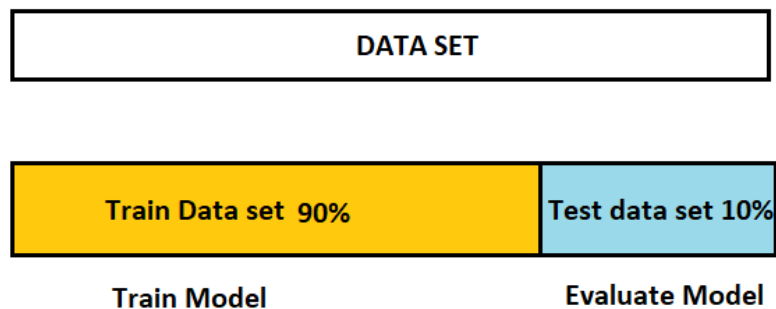 DATA SET
Train Data set 90%
Test data set 10%
Train Model
Evaluate Model